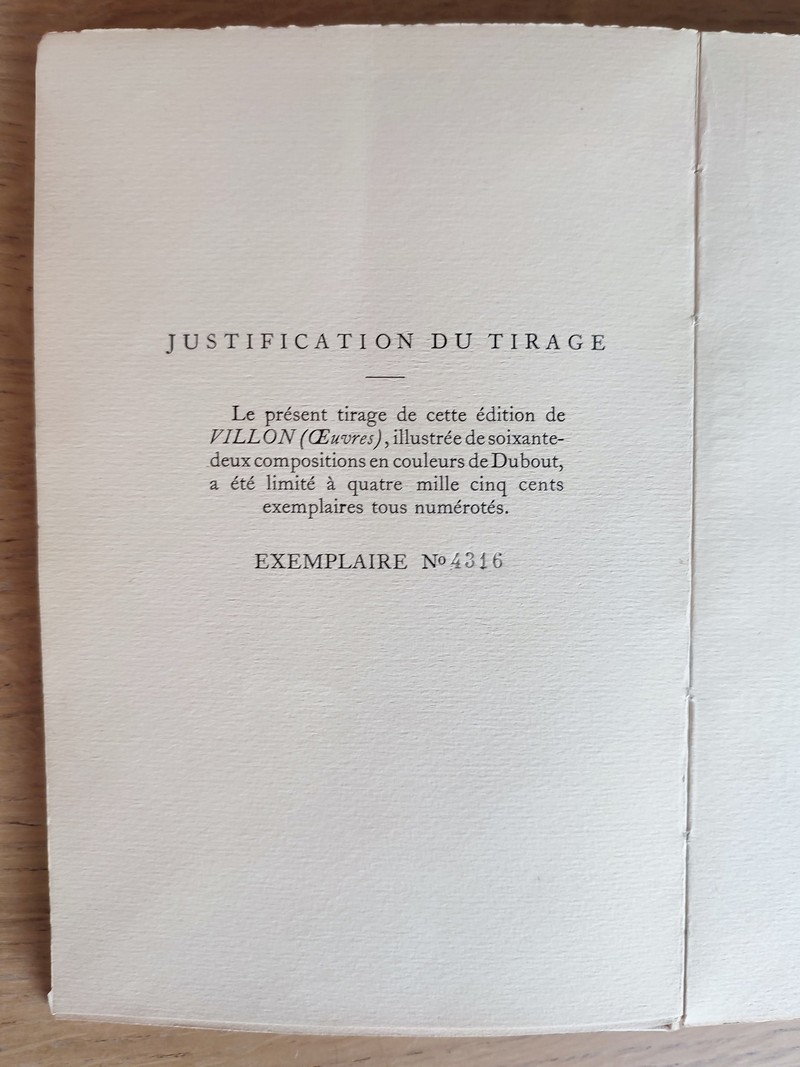 JUSTIFICATION DU TIRAGE
Le présent tirage de cette édition de
VILLON (Œuvres), illustrée de soixante-
deux compositions en couleurs de Dubout,
a été limité à quatre mille cinq cents
exemplaires tous numérotés.
EXEMPLAIRE Nº 4316